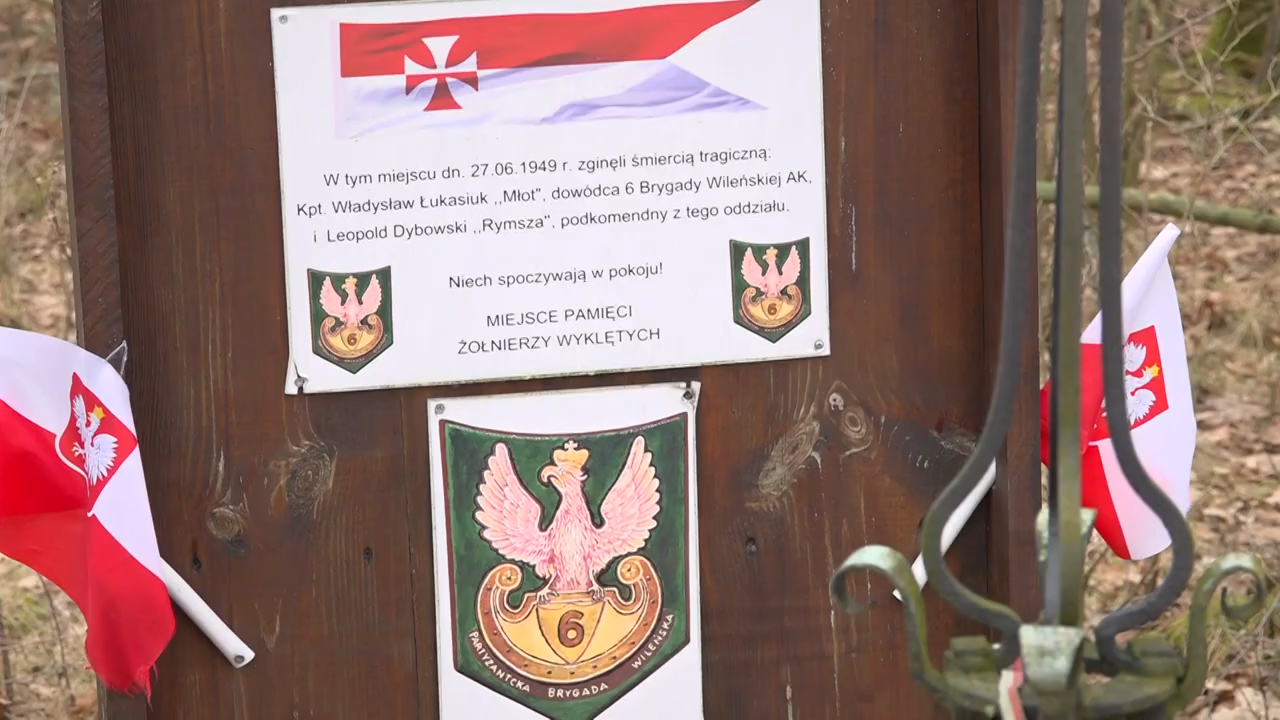 W tym miejscu dn. 27.06.1949 r. zginęli śmiercią tragiczną:
Kpt. Władysław Łukasiuk ,,Młot", dowódca 6 Brygady Wileńskiej AK,
i Leopold Dybowski ,,Rymsza", podkomendny z tego oddziału.
Niech spoczywają w pokoju!
MIEJSCE PAMIĘCI
ŻOŁNIERZY WYKLĘTYCH
6
6
6
PARTYZANTCKA BRYGADA WILEŃSKA